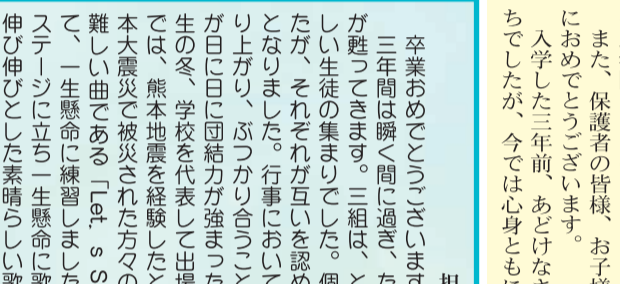 また、保護者の皆様、お子様
におめでとうございます。
入学した三年前、あどけなさ
ちでしたが、今では心身ともに
担
卒業おめでとうございます
三年間は瞬く間に過ぎ、た
が甦ってきます。三組は、と
しい生徒の集まりでした。個
たが、それぞれが互いを認め
となりました。行事において
り上がり、ぶつかり合うこと
が日に日に団結力が強まった
生の冬、学校を代表して出場
では、熊本地震を経験したと
本大震災で被災された方々の
難しい曲である「Let's S
て、一生懸命に練習しました
ステージに立ち一生懸命に歌
伸び伸びとした素晴らしい歌